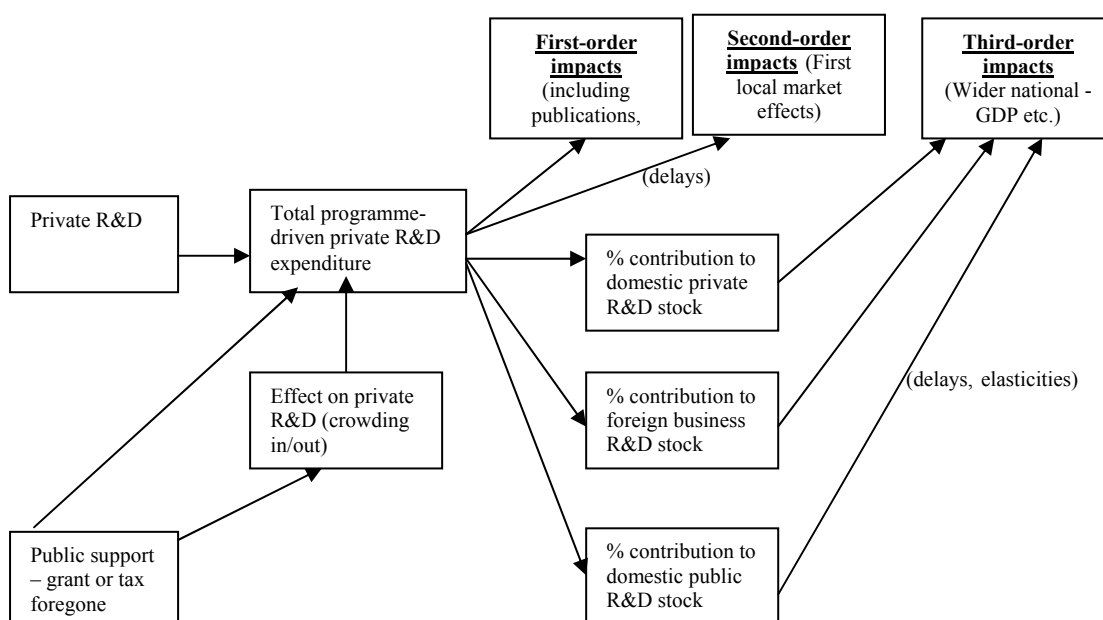 First-order
impacts
(including
publications,
Second-order
impacts (First
local market
effects)
Third-order
impacts
(Wider national -
GDP etc.)
(delays)
Private R&D
Total programme-
driven private R&D
expenditure
% contribution to
domestic private
R&D stock
Effect on private
R&D (crowding
in/out)
% contribution to
foreign business
R&D stock
(delays, elasticities)
Public support
– grant or tax
foregone
% contribution to
domestic public
R&D stock